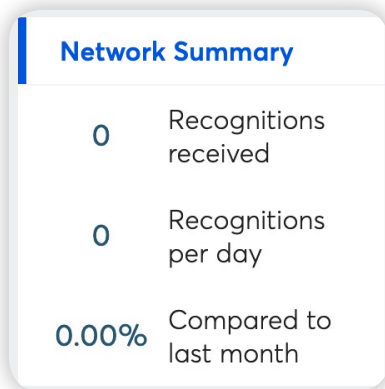 Network Summary
0
Recognitions
received
0
Recognitions
per day
0.00%
Compared to
last month